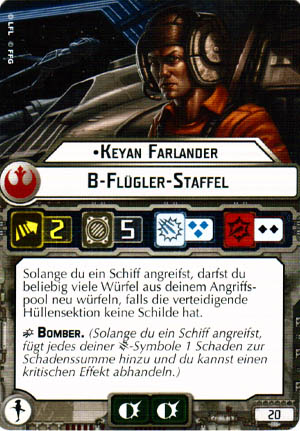 © LFL © FFG
•Keyan Farlander
B-Flügler-Staffel
2 5
Solange du ein Schiff angreifst, darfst du
beliebig viele Würfel aus deinem Angriffs-
pool neu würfeln, falls die verteidigende
Hüllensektion keine Schilde hat.
Bomber. (Solange du ein Schiff angreifst,
fügt jedes deiner -Symbole 1 Schaden zur
Schadenssumme hinzu und du kannst einen
kritischen Effekt abhandeln.)
20